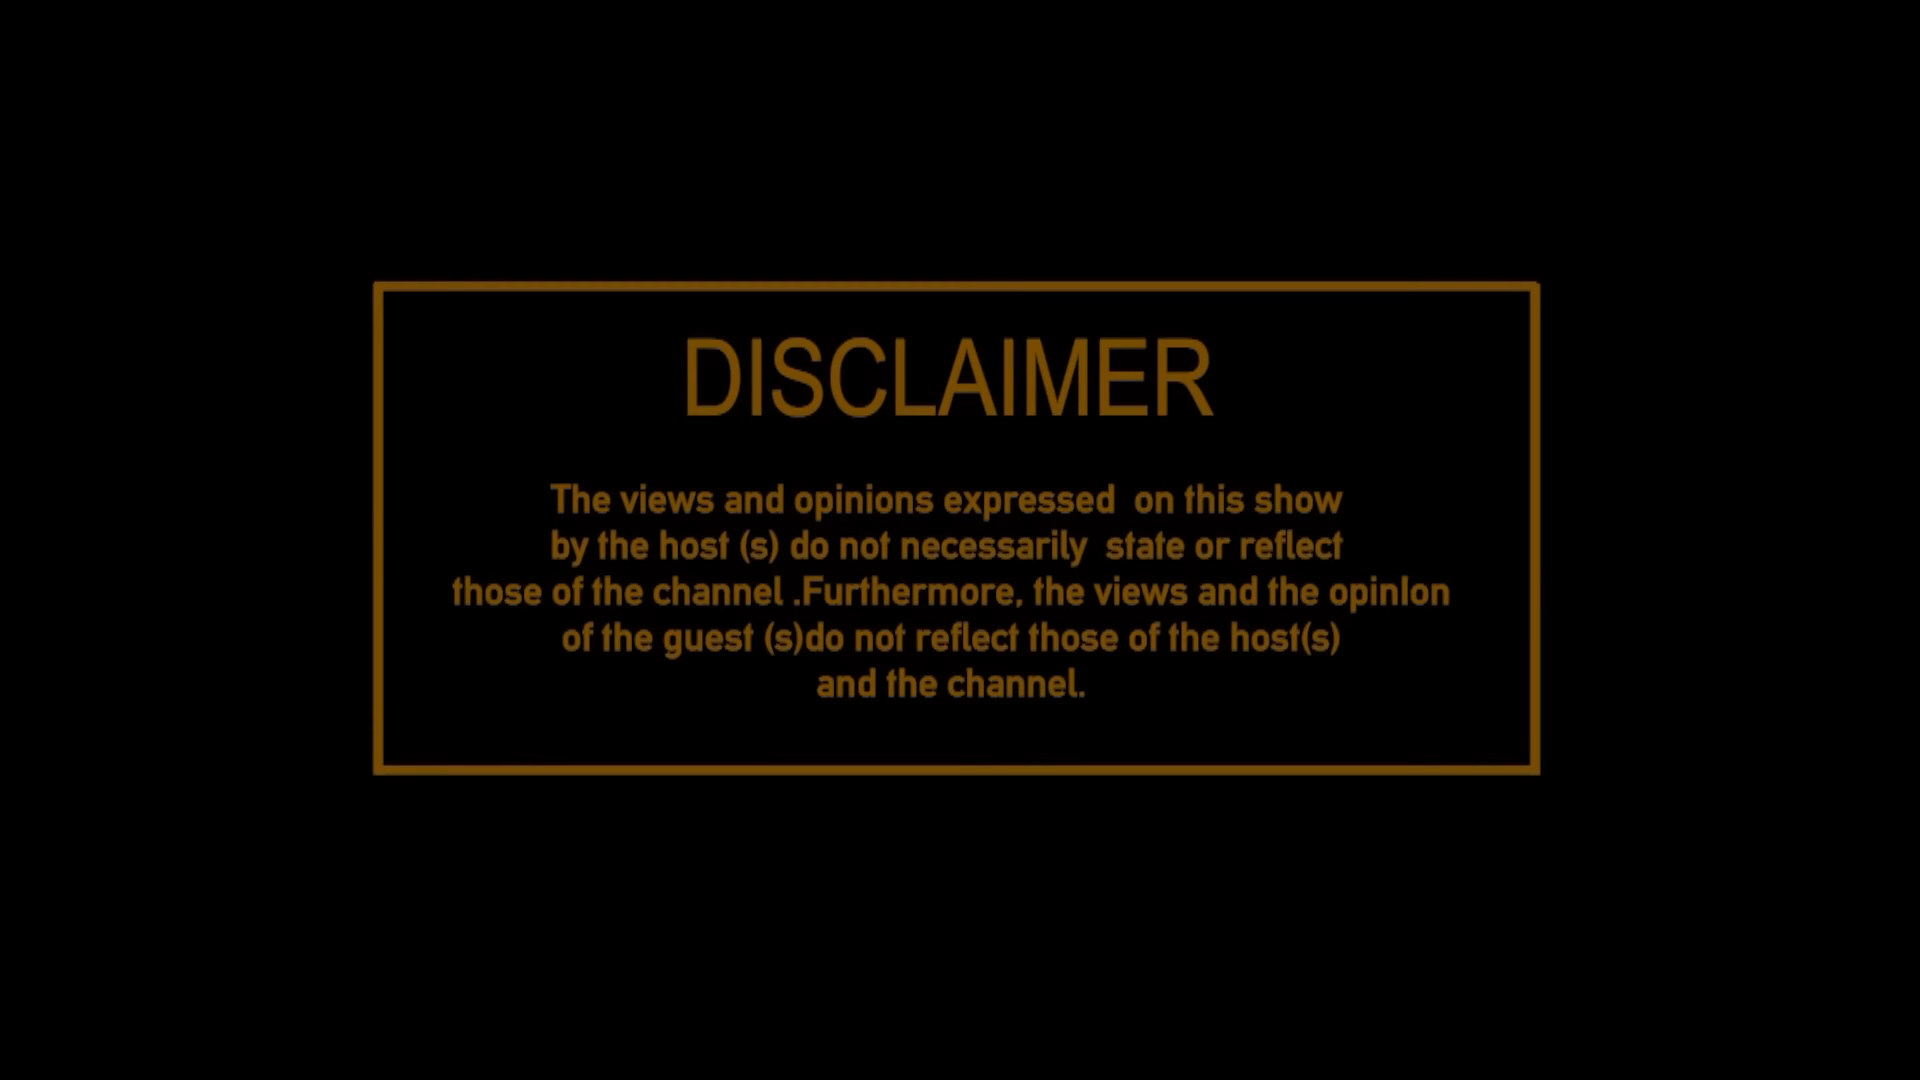 DISCLAIMER
The views and opinions expressed  on this show
by the host (s) do not necessarily  state or reflect
those of the channel .Furthermore, the views and the opinIon
of the guest (s)do not reflect those of the host(s)
and the channel.